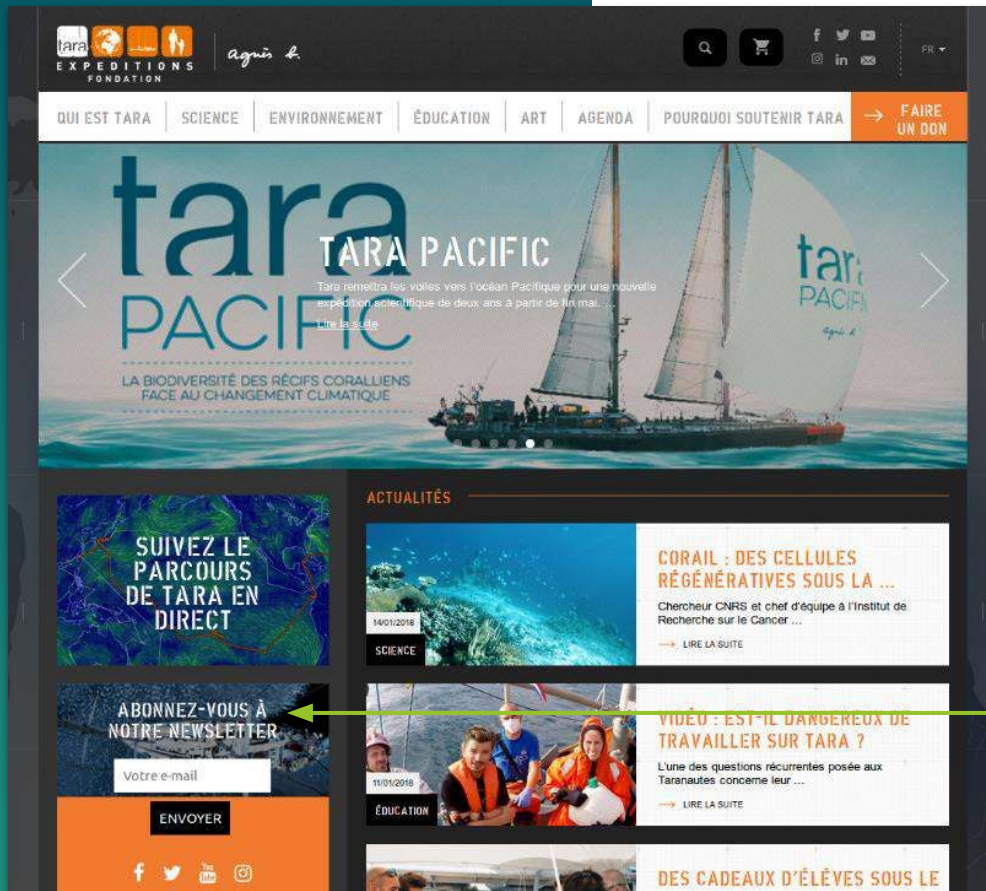 tara
EXPEDITIONS
FONDATION
agnès b.
FR
QUI EST TARA
SCIENCE
ENVIRONNEMENT
ÉDUCATION
ART
AGENDA
POURQUOI SOUTENIR TARA
FAIRE
UN DON
tara
PACIFIC
LA BIODIVERSITÉ DES RÉCIFS CORALLIENS
FACE AU CHANGEMENT CLIMATIQUE
TARA PACIFIC
Tara remettra les voiles vers l'océan Pacifique pour une nouvelle
expédition scientifique de deux ans à partir de fin mai. ...
Lire la suite
tara
PACIFIC
agnès b.
SUIVEZ LE
PARCOURS
DE TARA EN
DIRECT
ABONNEZ-VOUS À
NOTRE NEWSLETTER
Votre e-mail
ENVOYER
You
Tube
ACTUALITÉS
14/01/2018
SCIENCE
CORAIL : DES CELLULES
RÉGÉNÉRATIVES SOUS LA ...
Chercheur CNRS et chef d'équipe à l'Institut de
Recherche sur le Cancer ...
LIRE LA SUITE
11/01/2018
ÉDUCATION
VIDÉO : EST-IL DANGEREUX DE
TRAVAILLER SUR TARA ?
L'une des questions récurrentes posée aux
Taranautes concerne leur ...
LIRE LA SUITE
DES CADEAUX D'ÉLÈVES SOUS LE